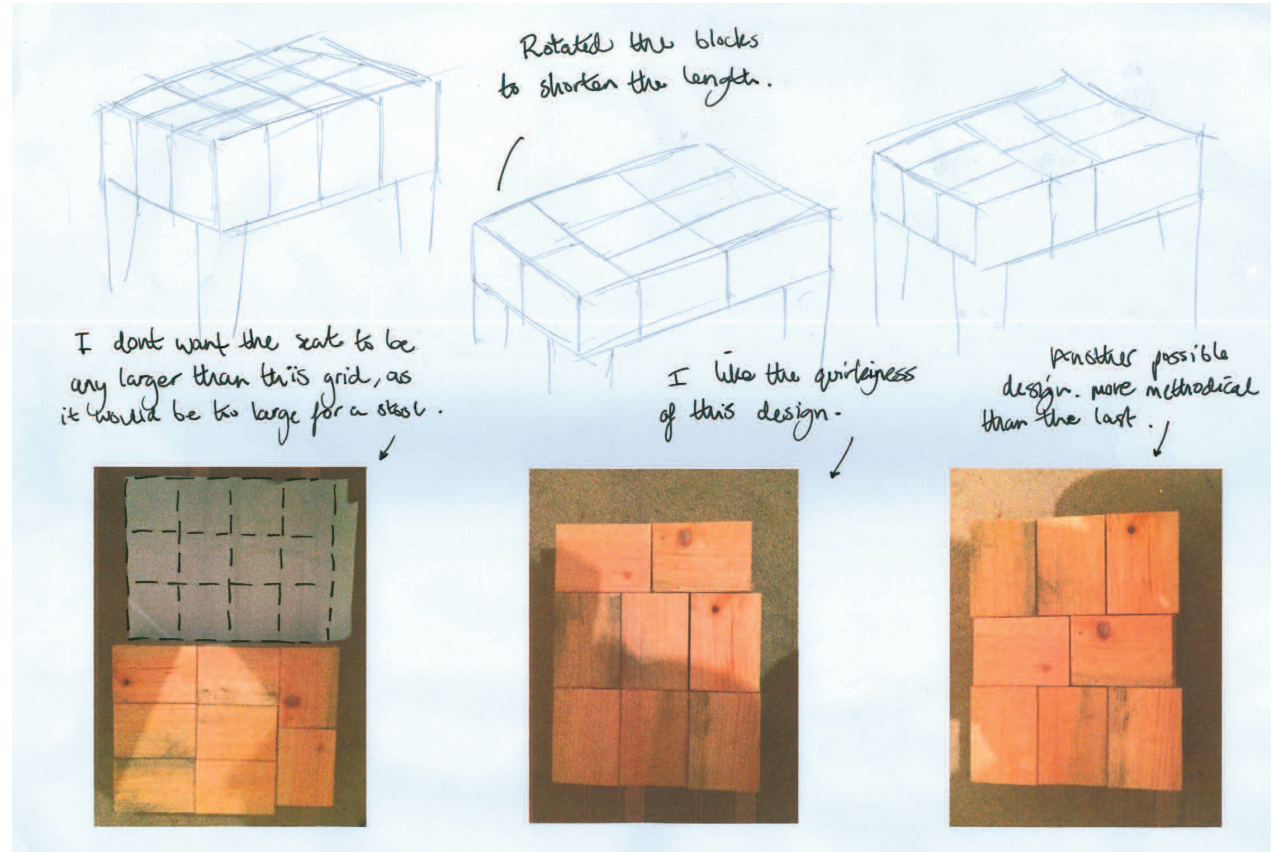 Rotated the blocks
to shorten the length.
I dont want the seat to be
any larger than this grid, as
it would be too large for a stool.
I like the quirkyness
of this design.
Another possible
design. more methodical
than the last.